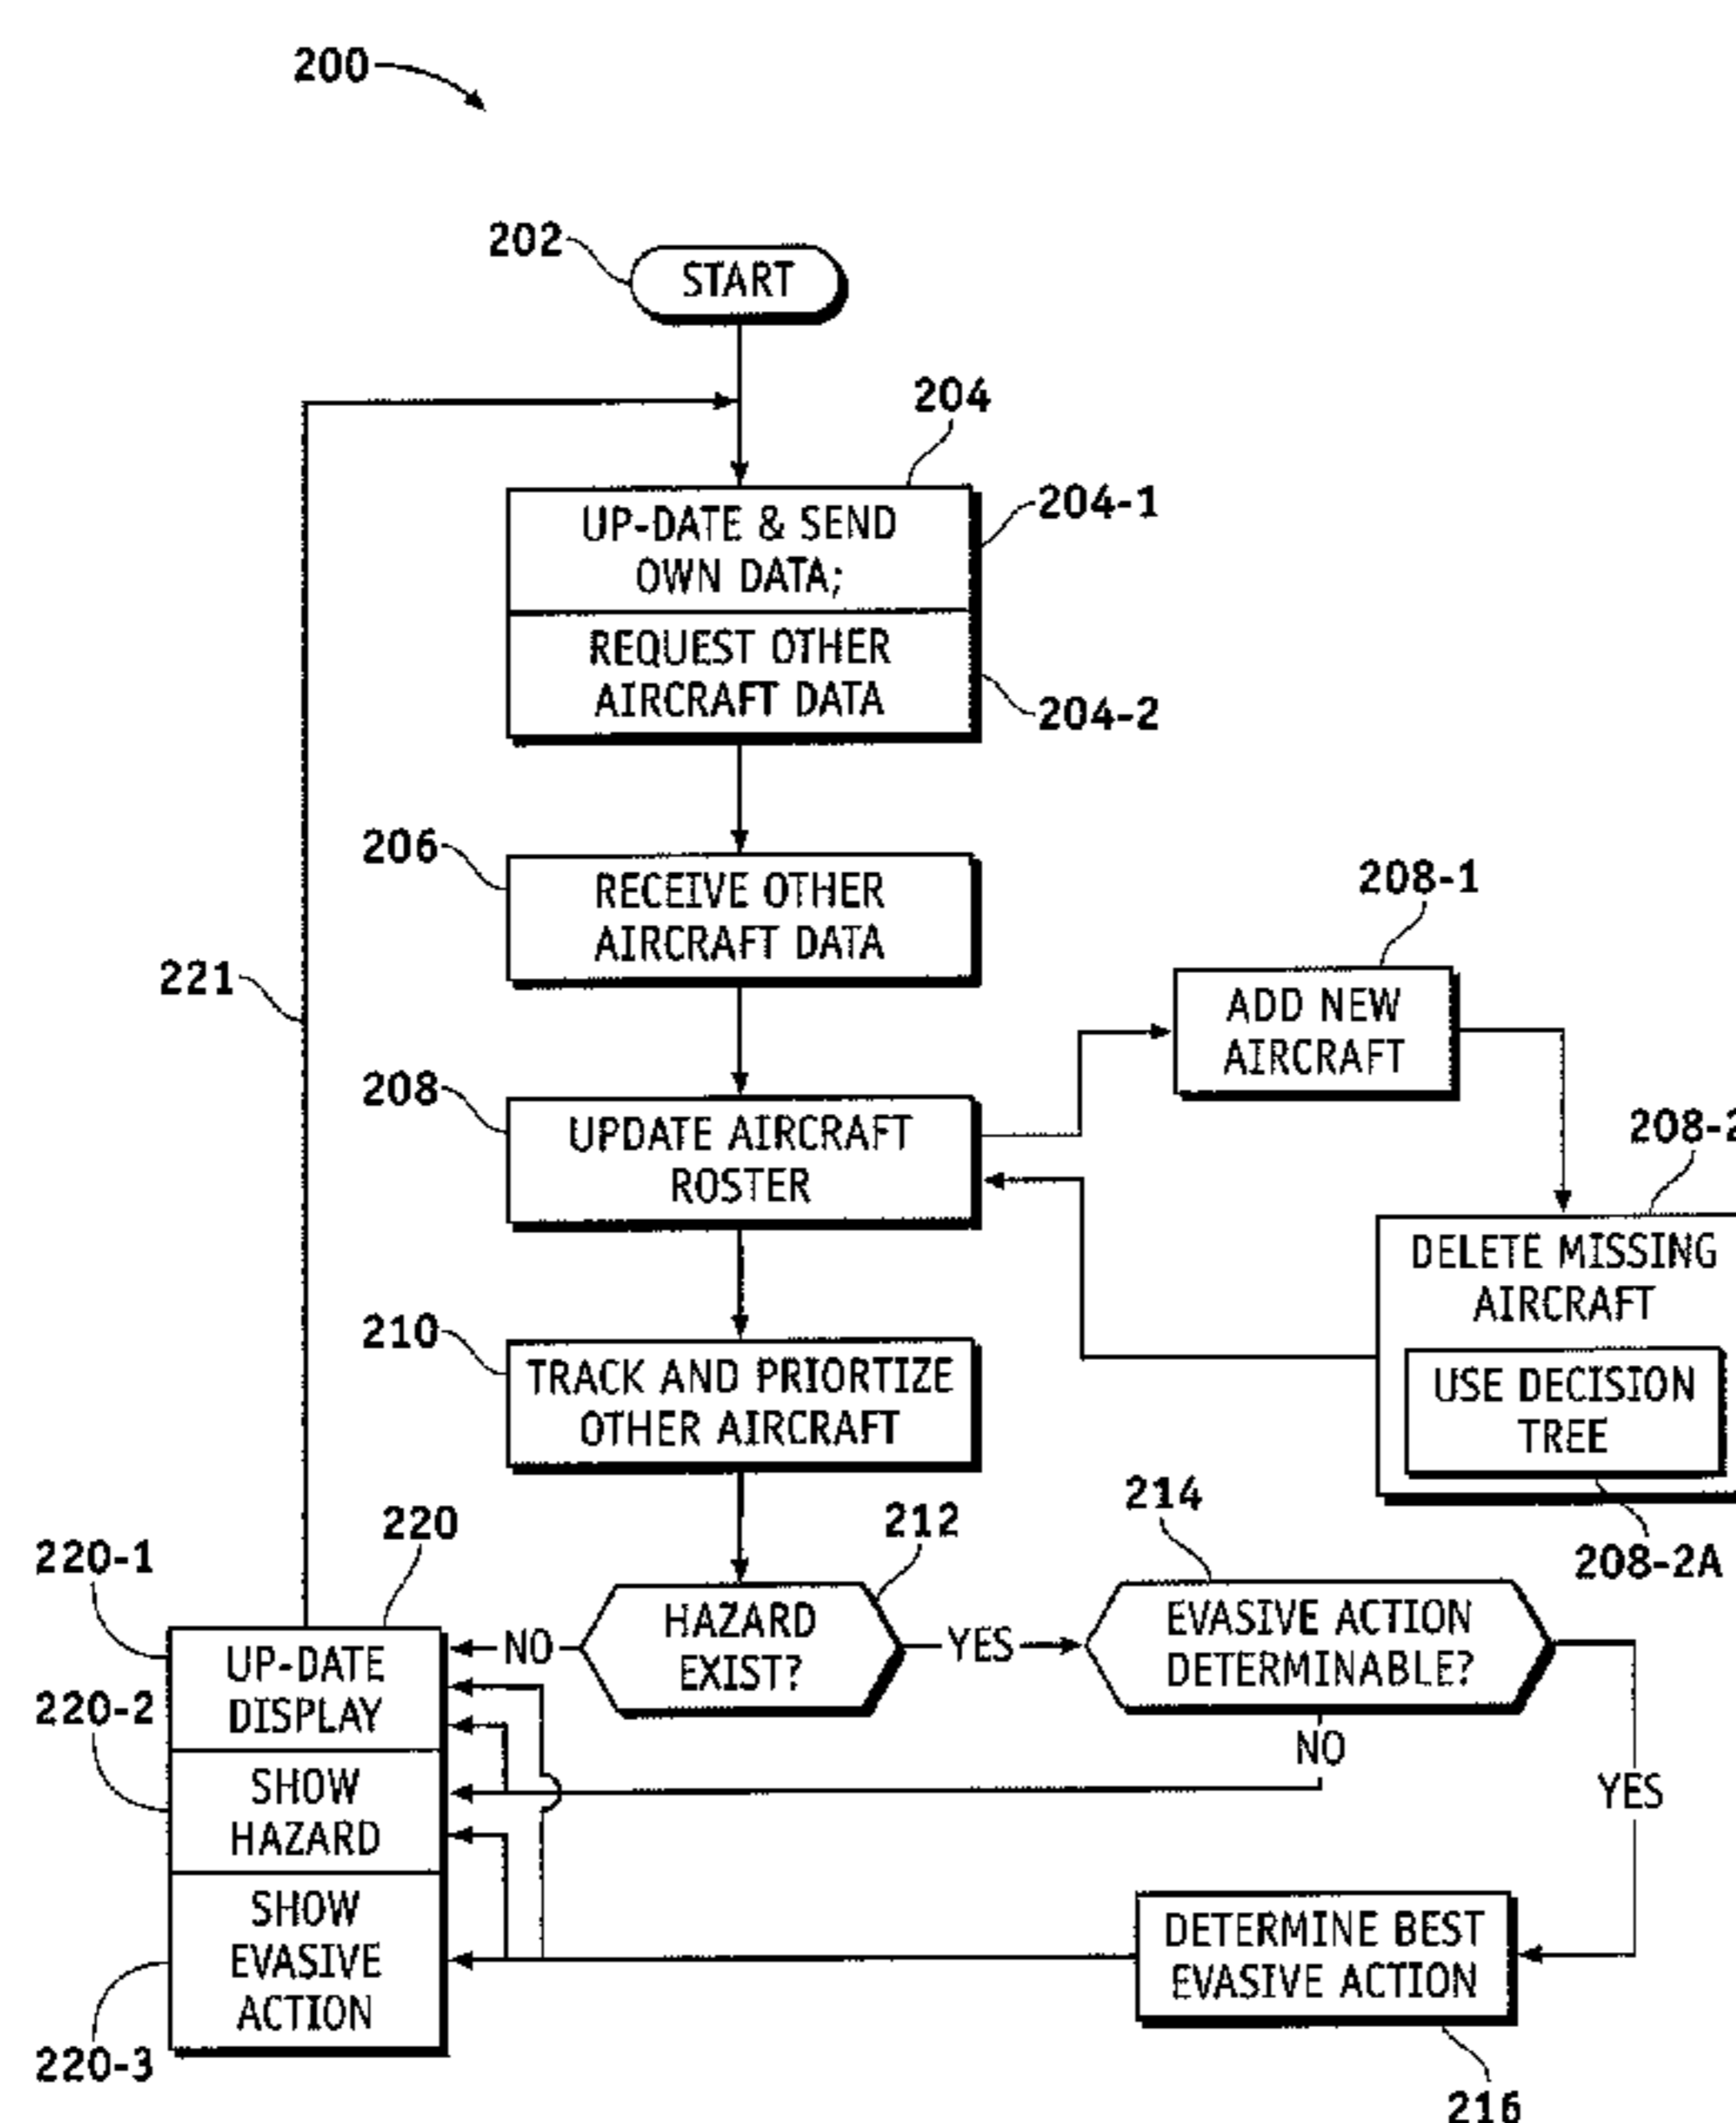 200
202
START
204
204-1
UP-DATE & SEND
OWN DATA;
REQUEST OTHER
AIRCRAFT DATA
204-2
206
RECEIVE OTHER
AIRCRAFT DATA
208-1
ADD NEW
AIRCRAFT
221
208
UPDATE AIRCRAFT
ROSTER
208-2
DELETE MISSING
AIRCRAFT
USE DECISION
TREE
208-2A
210
TRACK AND PRIORTIZE
OTHER AIRCRAFT
212
HAZARD
EXIST?
NO
YES
214
EVASIVE ACTION
DETERMINABLE?
NO
YES
220
220-1
UP-DATE
DISPLAY
220-2
SHOW
HAZARD
SHOW
EVASIVE
ACTION
220-3
DETERMINE BEST
EVASIVE ACTION
216